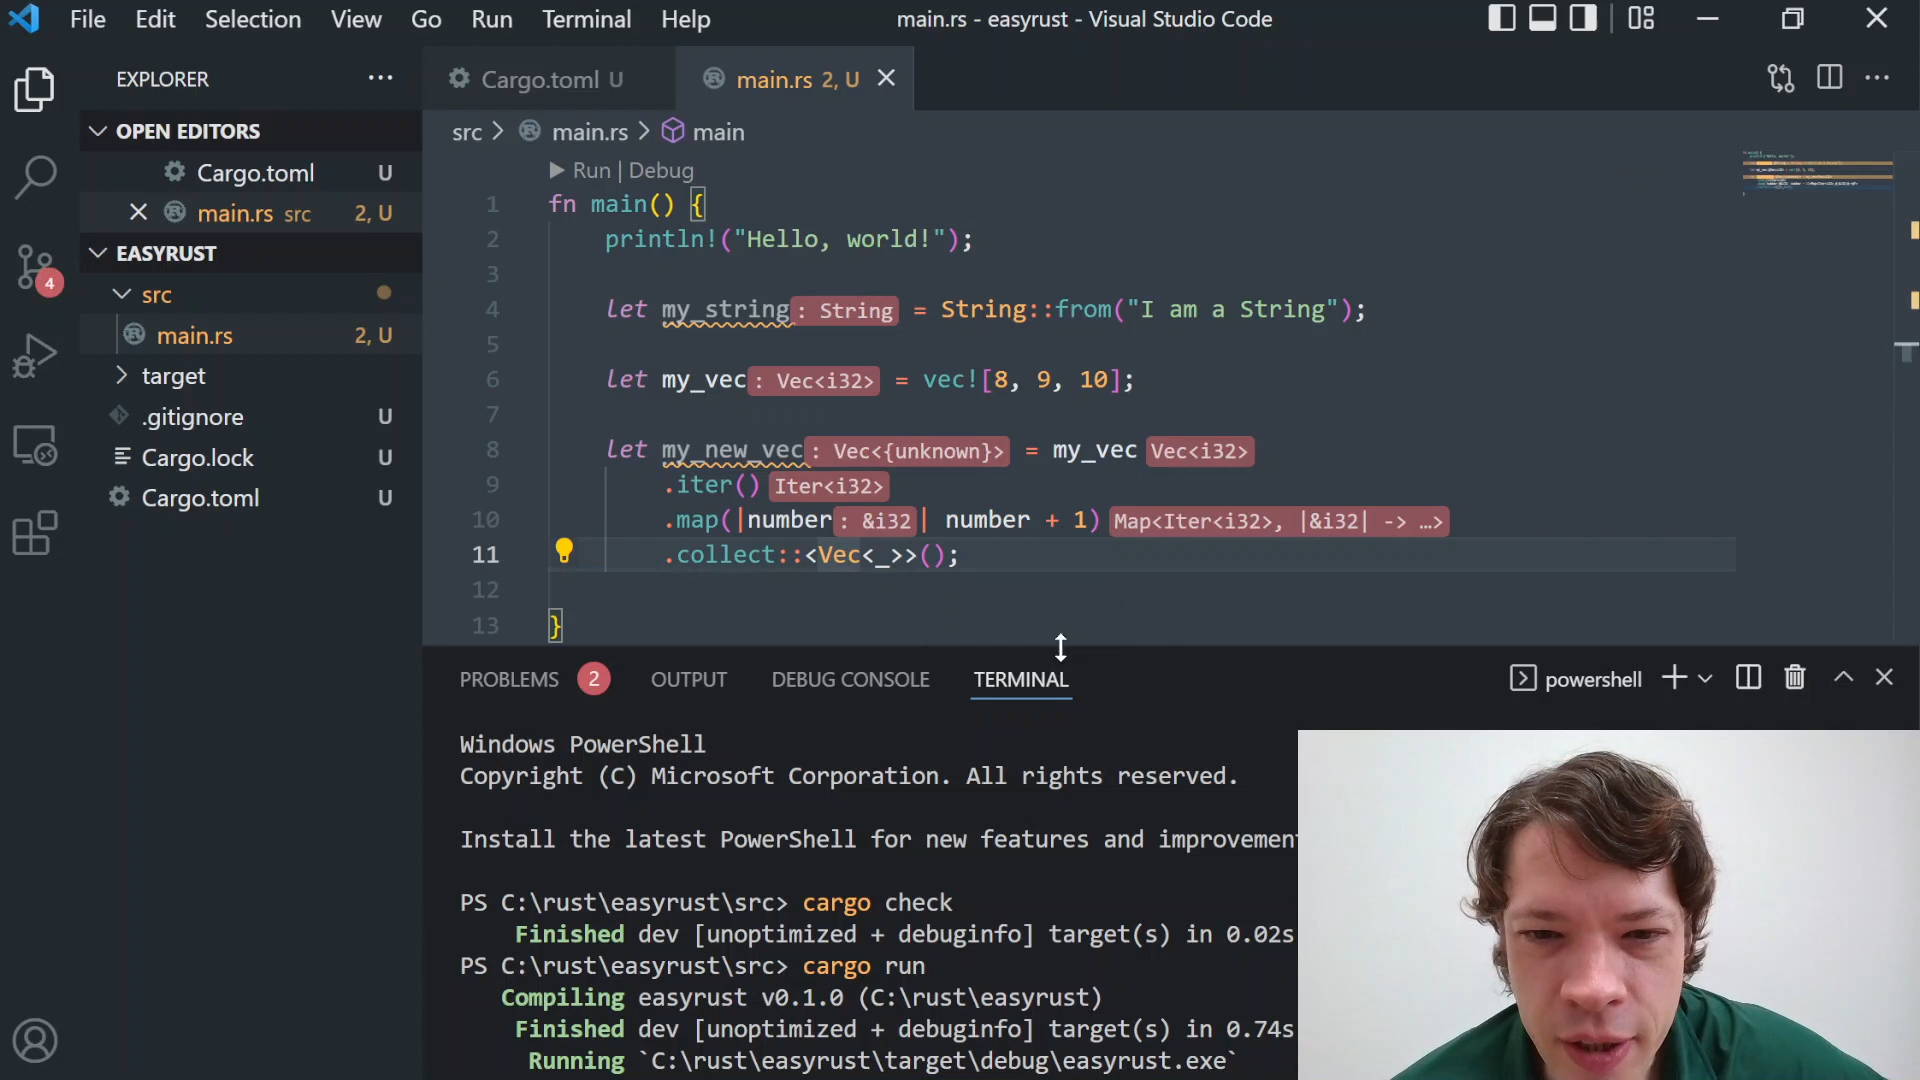 File Edit Selection View Go Run Terminal Help main.rs - easyrust - Visual Studio Code
EXPLORER
OPEN EDITORS
Cargo.toml U
main.rs src 2, U
EASYRUST
src
main.rs 2, U
target
.gitignore U
Cargo.lock U
Cargo.toml U
4
Cargo.toml U main.rs 2, U
src main.rs main
Run | Debug
1 fn main() {
2 println!("Hello, world!");
3
4 let my_string: String = String::from("I am a String");
5
6 let my_vec: Vec<i32> = vec![8, 9, 10];
7
8 let my_new_vec: Vec<{unknown}> = my_vec Vec<i32>
9 .iter() Iter<i32>
10 .map(|number: &i32| number + 1) Map<Iter<i32>, |&i32| -> …>
11 .collect::<Vec<_>>();
12
13 }
PROBLEMS 2 OUTPUT DEBUG CONSOLE TERMINAL powershell
Windows PowerShell
Copyright (C) Microsoft Corporation. All rights reserved.
Install the latest PowerShell for new features and improvement
PS C:\rust\easyrust\src> cargo check
Finished dev [unoptimized + debuginfo] target(s) in 0.02s
PS C:\rust\easyrust\src> cargo run
Compiling easyrust v0.1.0 (C:\rust\easyrust)
Finished dev [unoptimized + debuginfo] target(s) in 0.74s
Running `C:\rust\easyrust\target\debug\easyrust.exe`